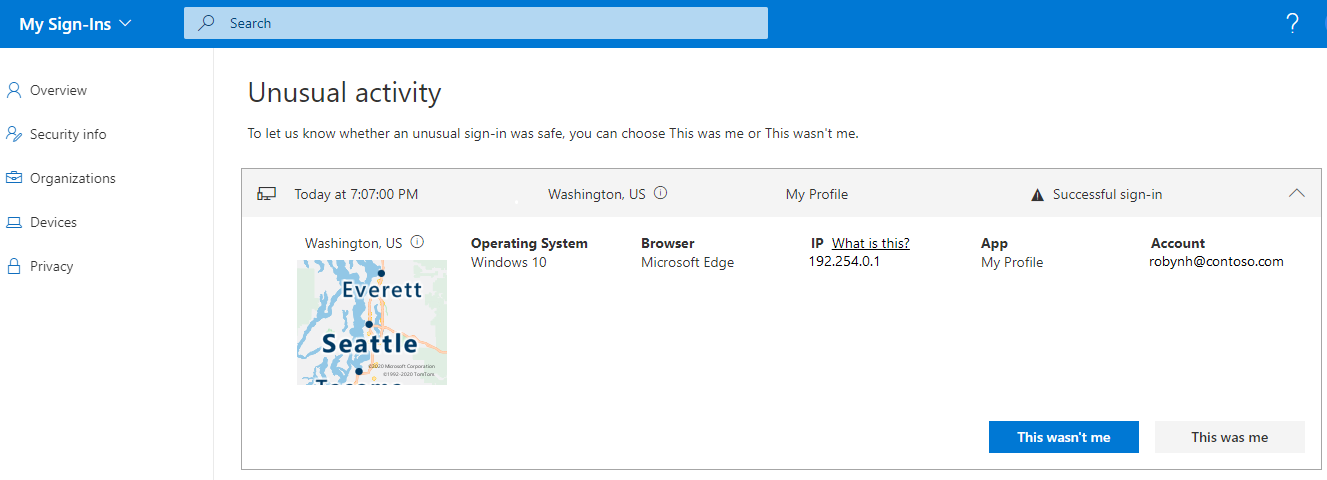 My Sign-Ins
Search
?
Overview
Security info
Organizations
Devices
Privacy
Unusual activity
To let us know whether an unusual sign-in was safe, you can choose This was me or This wasn't me.
Today at 7:07:00 PM Washington, US My Profile Successful sign-in
Washington, US Operating System Browser IP What is this? App Account
Windows 10 Microsoft Edge 192.254.0.1 My Profile robynh@contoso.com
Everett
Seattle
©2020 Microsoft Corporation
©1992-2020 TomTom
Tacoma
This wasn't me This was me